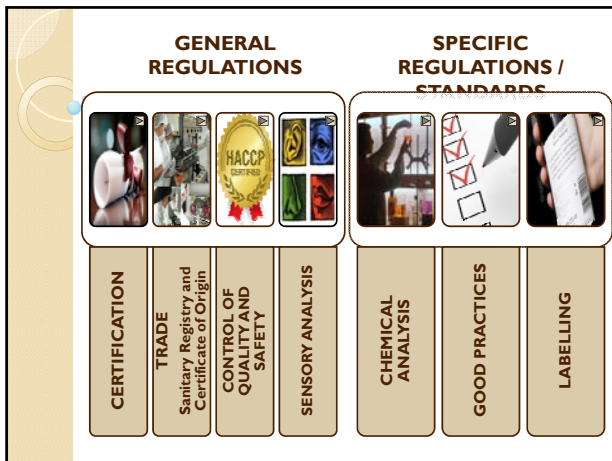 GENERAL
REGULATIONS
SPECIFIC
REGULATIONS /
STANDARDS
HACCP
CERTIFIED
CERTIFICATION
TRADE
Sanitary Registry and
Certificate of Origin
CONTROL OF
QUALITY AND
SAFETY
SENSORY ANALYSIS
CHEMICAL
ANALYSIS
GOOD PRACTICES
LABELLING